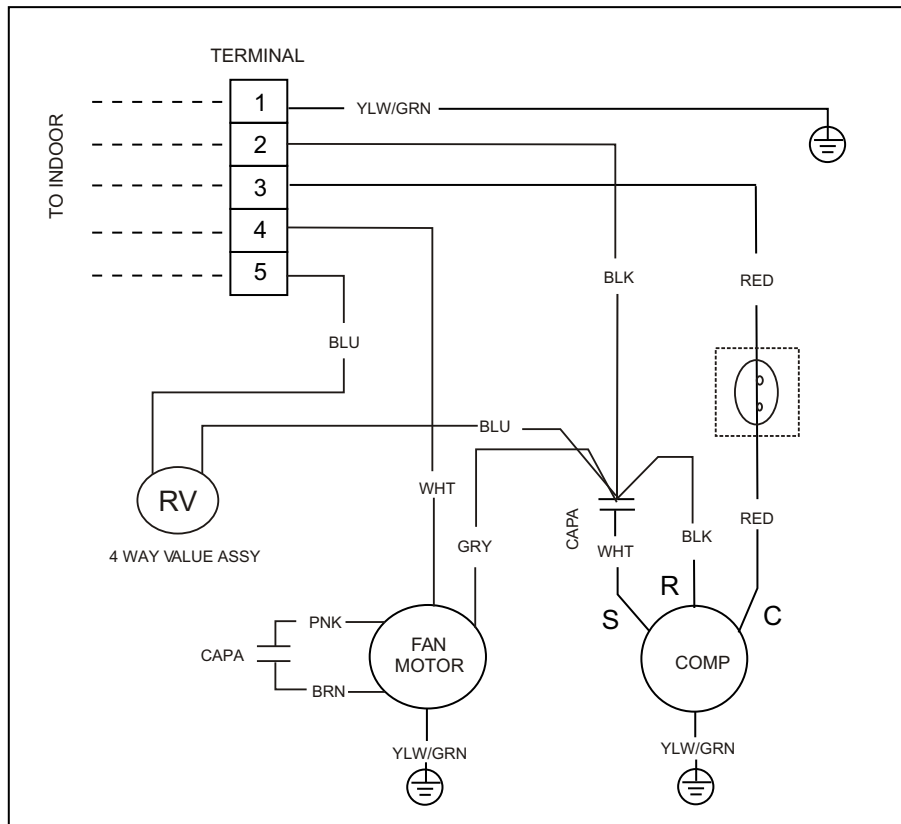 TERMINAL
TO INDOOR
1
YLW/GRN
2
3
4
5
BLK
RED
BLU
BLU
RV
WHT
GRY
CAPA
WHT
BLK
RED
4 WAY VALUE ASSY
S
R
C
PNK
CAPA
BRN
FAN
MOTOR
COMP
YLW/GRN
YLW/GRN